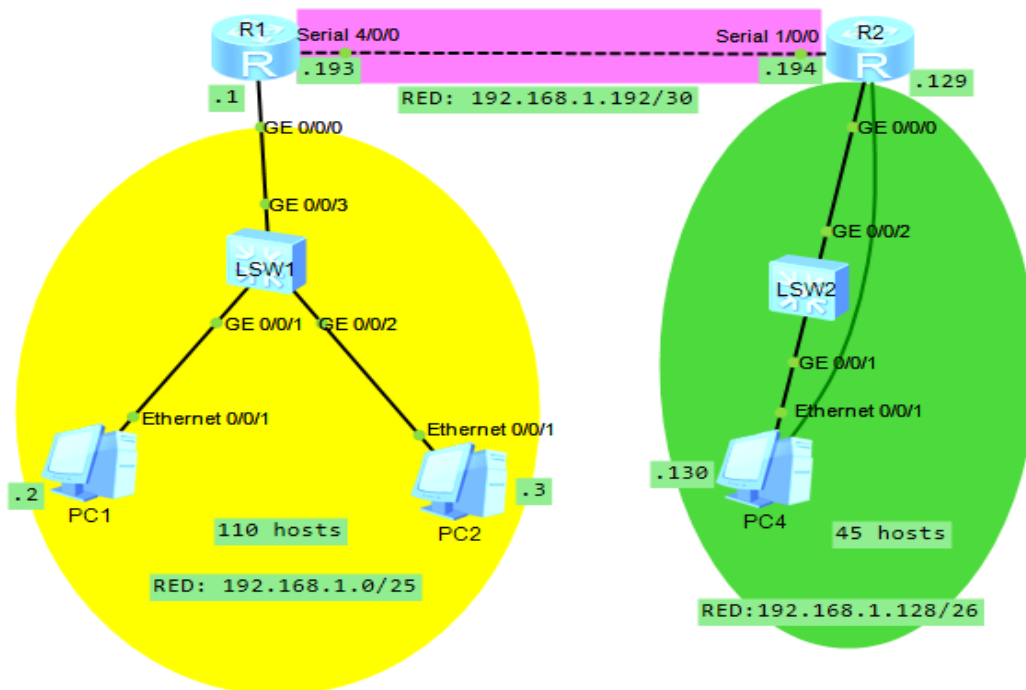 R1
Serial 4/0/0
Serial 1/0/0
R2
R
.193
.194
R
.129
.1
RED: 192.168.1.192/30
GE 0/0/0
GE 0/0/0
GE 0/0/3
GE 0/0/2
LSW1
LSW2
GE 0/0/1
GE 0/0/2
GE 0/0/1
Ethernet 0/0/1
Ethernet 0/0/1
Ethernet 0/0/1
.2
.3
.130
PC1
PC2
PC4
110 hosts
45 hosts
RED: 192.168.1.0/25
RED:192.168.1.128/26